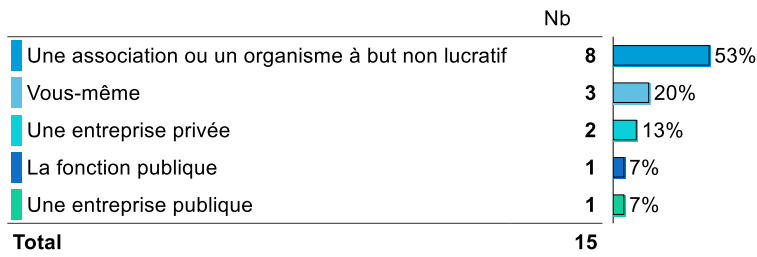 Nb
Une association ou un organisme à but non lucratif 8 53%
Vous-même 3 20%
Une entreprise privée 2 13%
La fonction publique 1 7%
Une entreprise publique 1 7%
Total 15